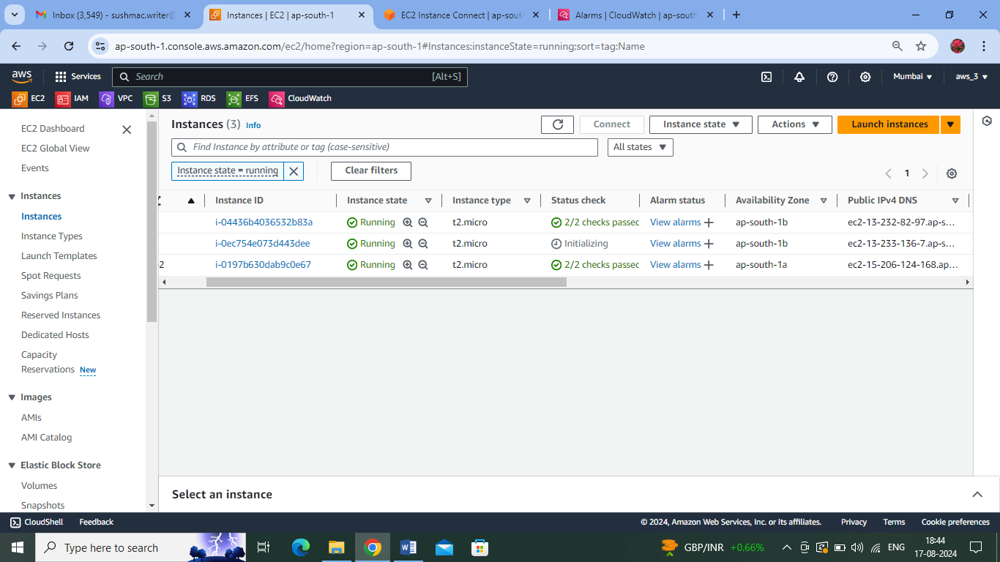 Inbox (3,549) - sushmac.writer@
Instances | EC2 | ap-south-1
EC2 Instance Connect | ap-sout
Alarms | CloudWatch | ap-south
ap-south-1.console.aws.amazon.com/ec2/home?region=ap-south-1#Instances:instanceState=running;sort=tag:Name
aws
Services
Search
[Alt+S]
Mumbai
aws_3
EC2
IAM
VPC
S3
RDS
EFS
CloudWatch
EC2 Dashboard
EC2 Global View
Events
Instances
Instances
Instance Types
Launch Templates
Spot Requests
Savings Plans
Reserved Instances
Dedicated Hosts
Capacity
Reservations New
Images
AMIs
AMI Catalog
Elastic Block Store
Volumes
Snapshots
Instances (3) Info
Connect
Instance state
Actions
Launch instances
Find Instance by attribute or tag (case-sensitive)
All states
Instance state = running
Clear filters
1
Instance ID Instance state Instance type Status check Alarm status Availability Zone Public IPv4 DNS
i-04436b4036532b83a Running t2.micro 2/2 checks passec View alarms ap-south-1b ec2-13-232-82-97.ap-s...
i-0ec754e073d443dee Running t2.micro Initializing View alarms ap-south-1b ec2-13-233-136-7.ap-s...
-2 i-0197b630dab9c0e67 Running t2.micro 2/2 checks passec View alarms ap-south-1a ec2-15-206-124-168.ap...
Select an instance
CloudShell Feedback © 2024, Amazon Web Services, Inc. or its affiliates. Privacy Terms Cookie preferences
Type here to search
GBP/INR +0.66%
ENG
18:44
17-08-2024